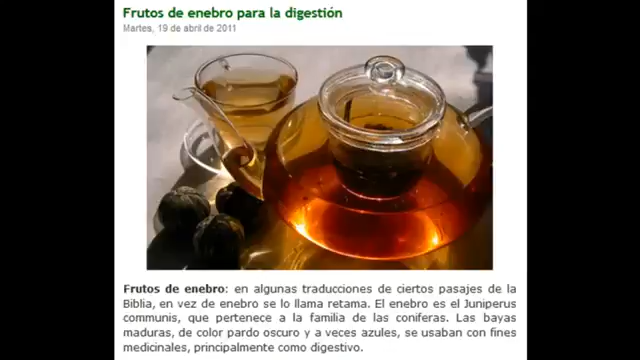 Frutos de enebro para la digestión
Martes, 19 de abril de 2011
Frutos de enebro: en algunas traducciones de ciertos pasajes de la
Biblia, en vez de enebro se lo llama retama. El enebro es el Juniperus
communis, que pertenece a la familia de las coniferas. Las bayas
maduras, de color pardo oscuro y a veces azules, se usaban con fines
medicinales, principalmente como digestivo.